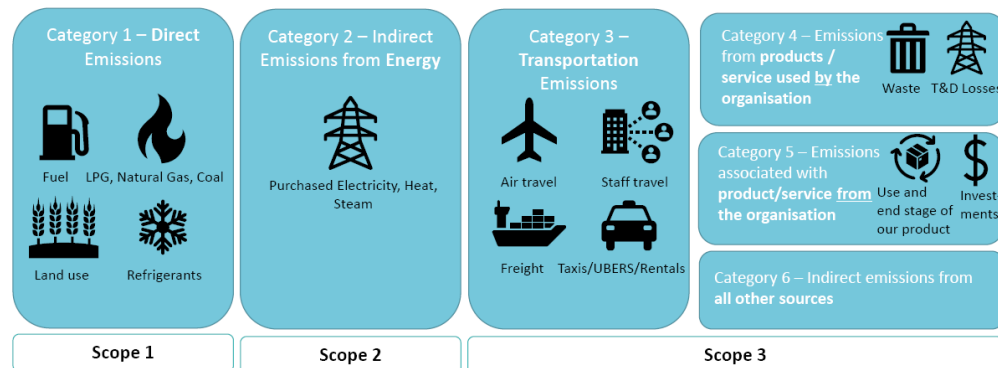 Category 1 – Direct
Emissions
Fuel
LPG, Natural Gas, Coal
Land use
Refrigerants
Category 2 – Indirect
Emissions from Energy
Purchased Electricity, Heat,
Steam
Category 3 –
Transportation
Emissions
Air travel
Staff travel
Freight
Taxis/UBERS/Rentals
Category 4 – Emissions
from products /
service used by the
organisation
Waste
T&D Losses
Category 5 – Emissions
associated with
product/service from
the organisation
Use and
end stage of
our product
Invest
ments
Category 6 – Indirect emissions from
all other sources
Scope 1
Scope 2
Scope 3